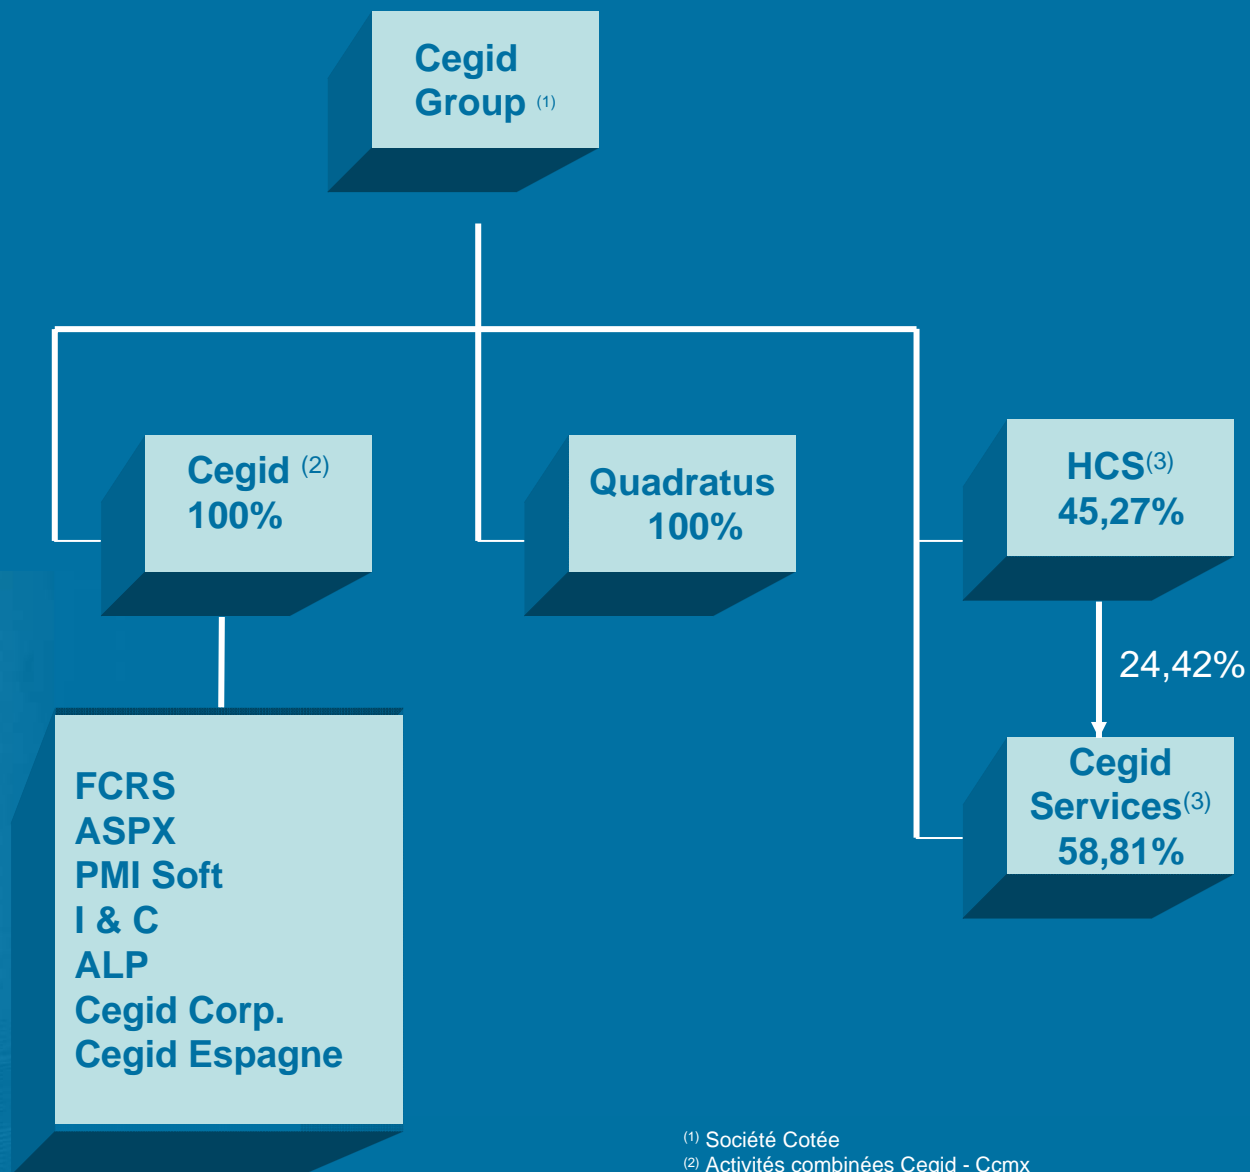 Cegid
Group (1)
Cegid (2)
100%
Quadratus
100%
HCS(3)
45,27%
24,42%
Cegid
Services(3)
58,81%
FCRS
ASPX
PMI Soft
I & C
ALP
Cegid Corp.
Cegid Espagne
(1) Société Cotée
(2) Activités combinées Cegid - Ccmx